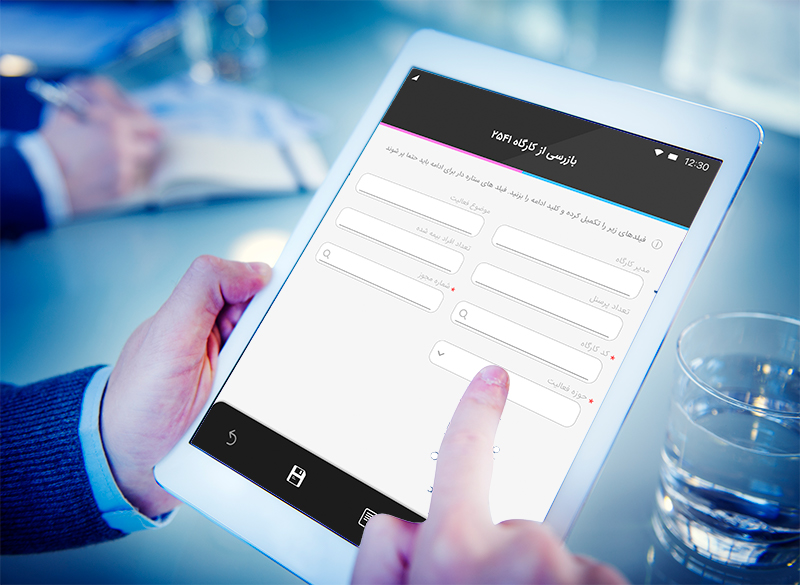 12:30
بازرسی از کارگاه ۲۵۴۱
فیلدهای زیر را تکمیل کرده و کلید ادامه را بزنید. فیلد های ستاره دار برای ادامه باید حتما پر شوند
مدیر کارگاه
موضوع فعالیت
تعداد پرسنل
تعداد افراد بیمه شده
* کد کارگاه
* شماره مجوز
* حوزه فعالیت